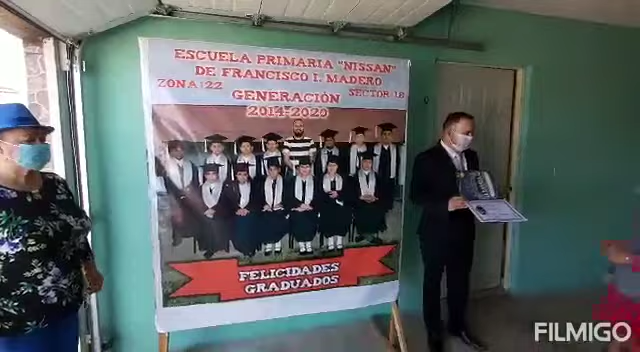 ESCUELA PRIMARIA "NISSAN"
DE FRANCISCO I. MADERO
ZONA:22 SECTOR:18
GENERACIÓN
2014-2020
FELICIDADES
GRADUADOS
FILMIGO